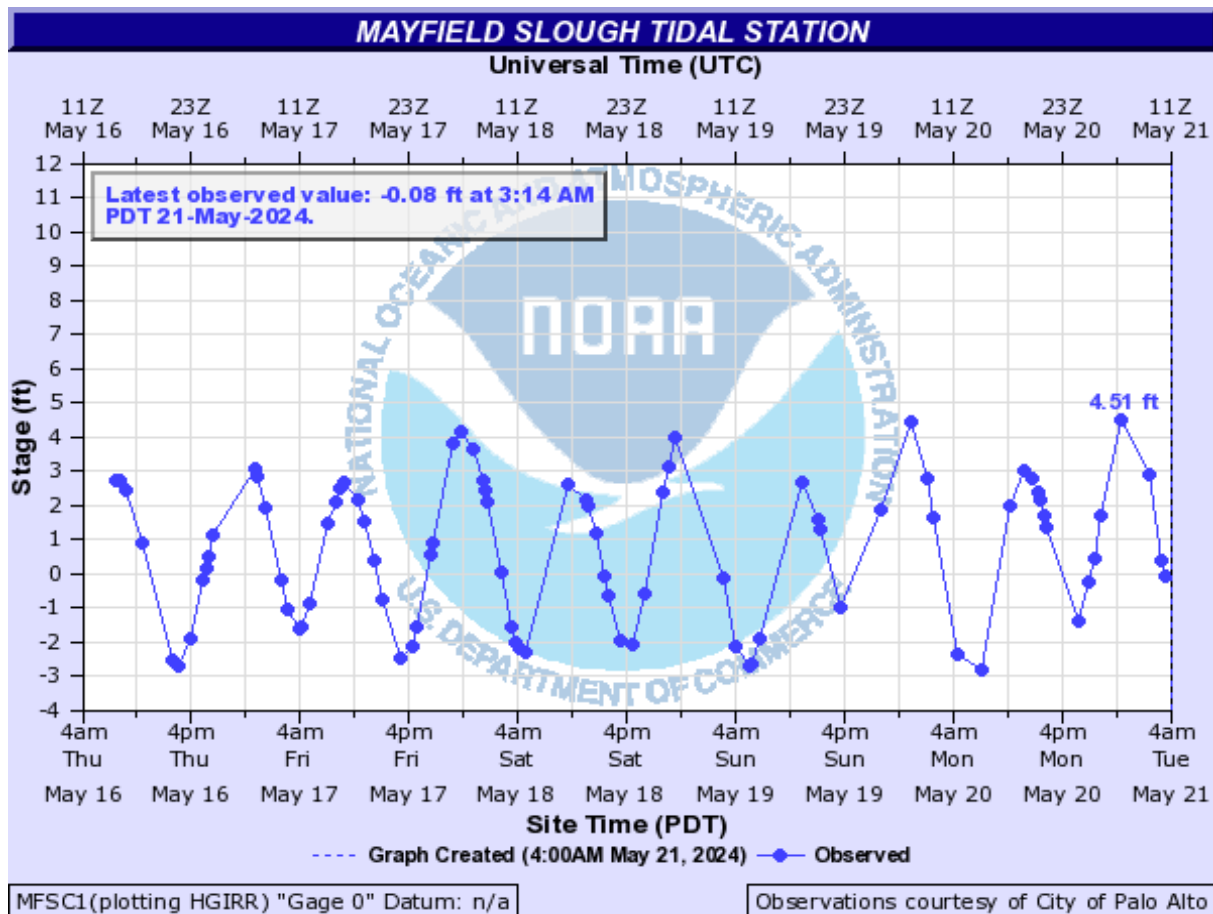 MAYFIELD SLOUGH TIDAL STATION
Universal Time (UTC)
11Z 23Z 11Z 23Z 11Z 23Z 11Z 23Z 11Z 23Z 11Z
May 16 May 16 May 17 May 17 May 18 May 18 May 19 May 19 May 20 May 20 May 21
12
11
10
9
8
7
6
5
4
3
2
1
0
-1
-2
-3
-4
Stage (ft)
Latest observed value: -0.08 ft at 3:14 AM
PDT 21-May-2024.
NATIONAL OCEANIC AND ATMOSPHERIC ADMINISTRATION
NOAA
U.S. DEPARTMENT OF COMMERCE
4.51 ft
4am 4pm 4am 4pm 4am 4pm 4am 4pm 4am 4pm 4am
Thu Thu Fri Fri Sat Sat Sun Sun Mon Mon Tue
May 16 May 16 May 17 May 17 May 18 May 18 May 19 May 19 May 20 May 20 May 21
Site Time (PDT)
Graph Created (4:00AM May 21, 2024) Observed
MFSC1(plotting HGIRR) "Gage 0" Datum: n/a
Observations courtesy of City of Palo Alto